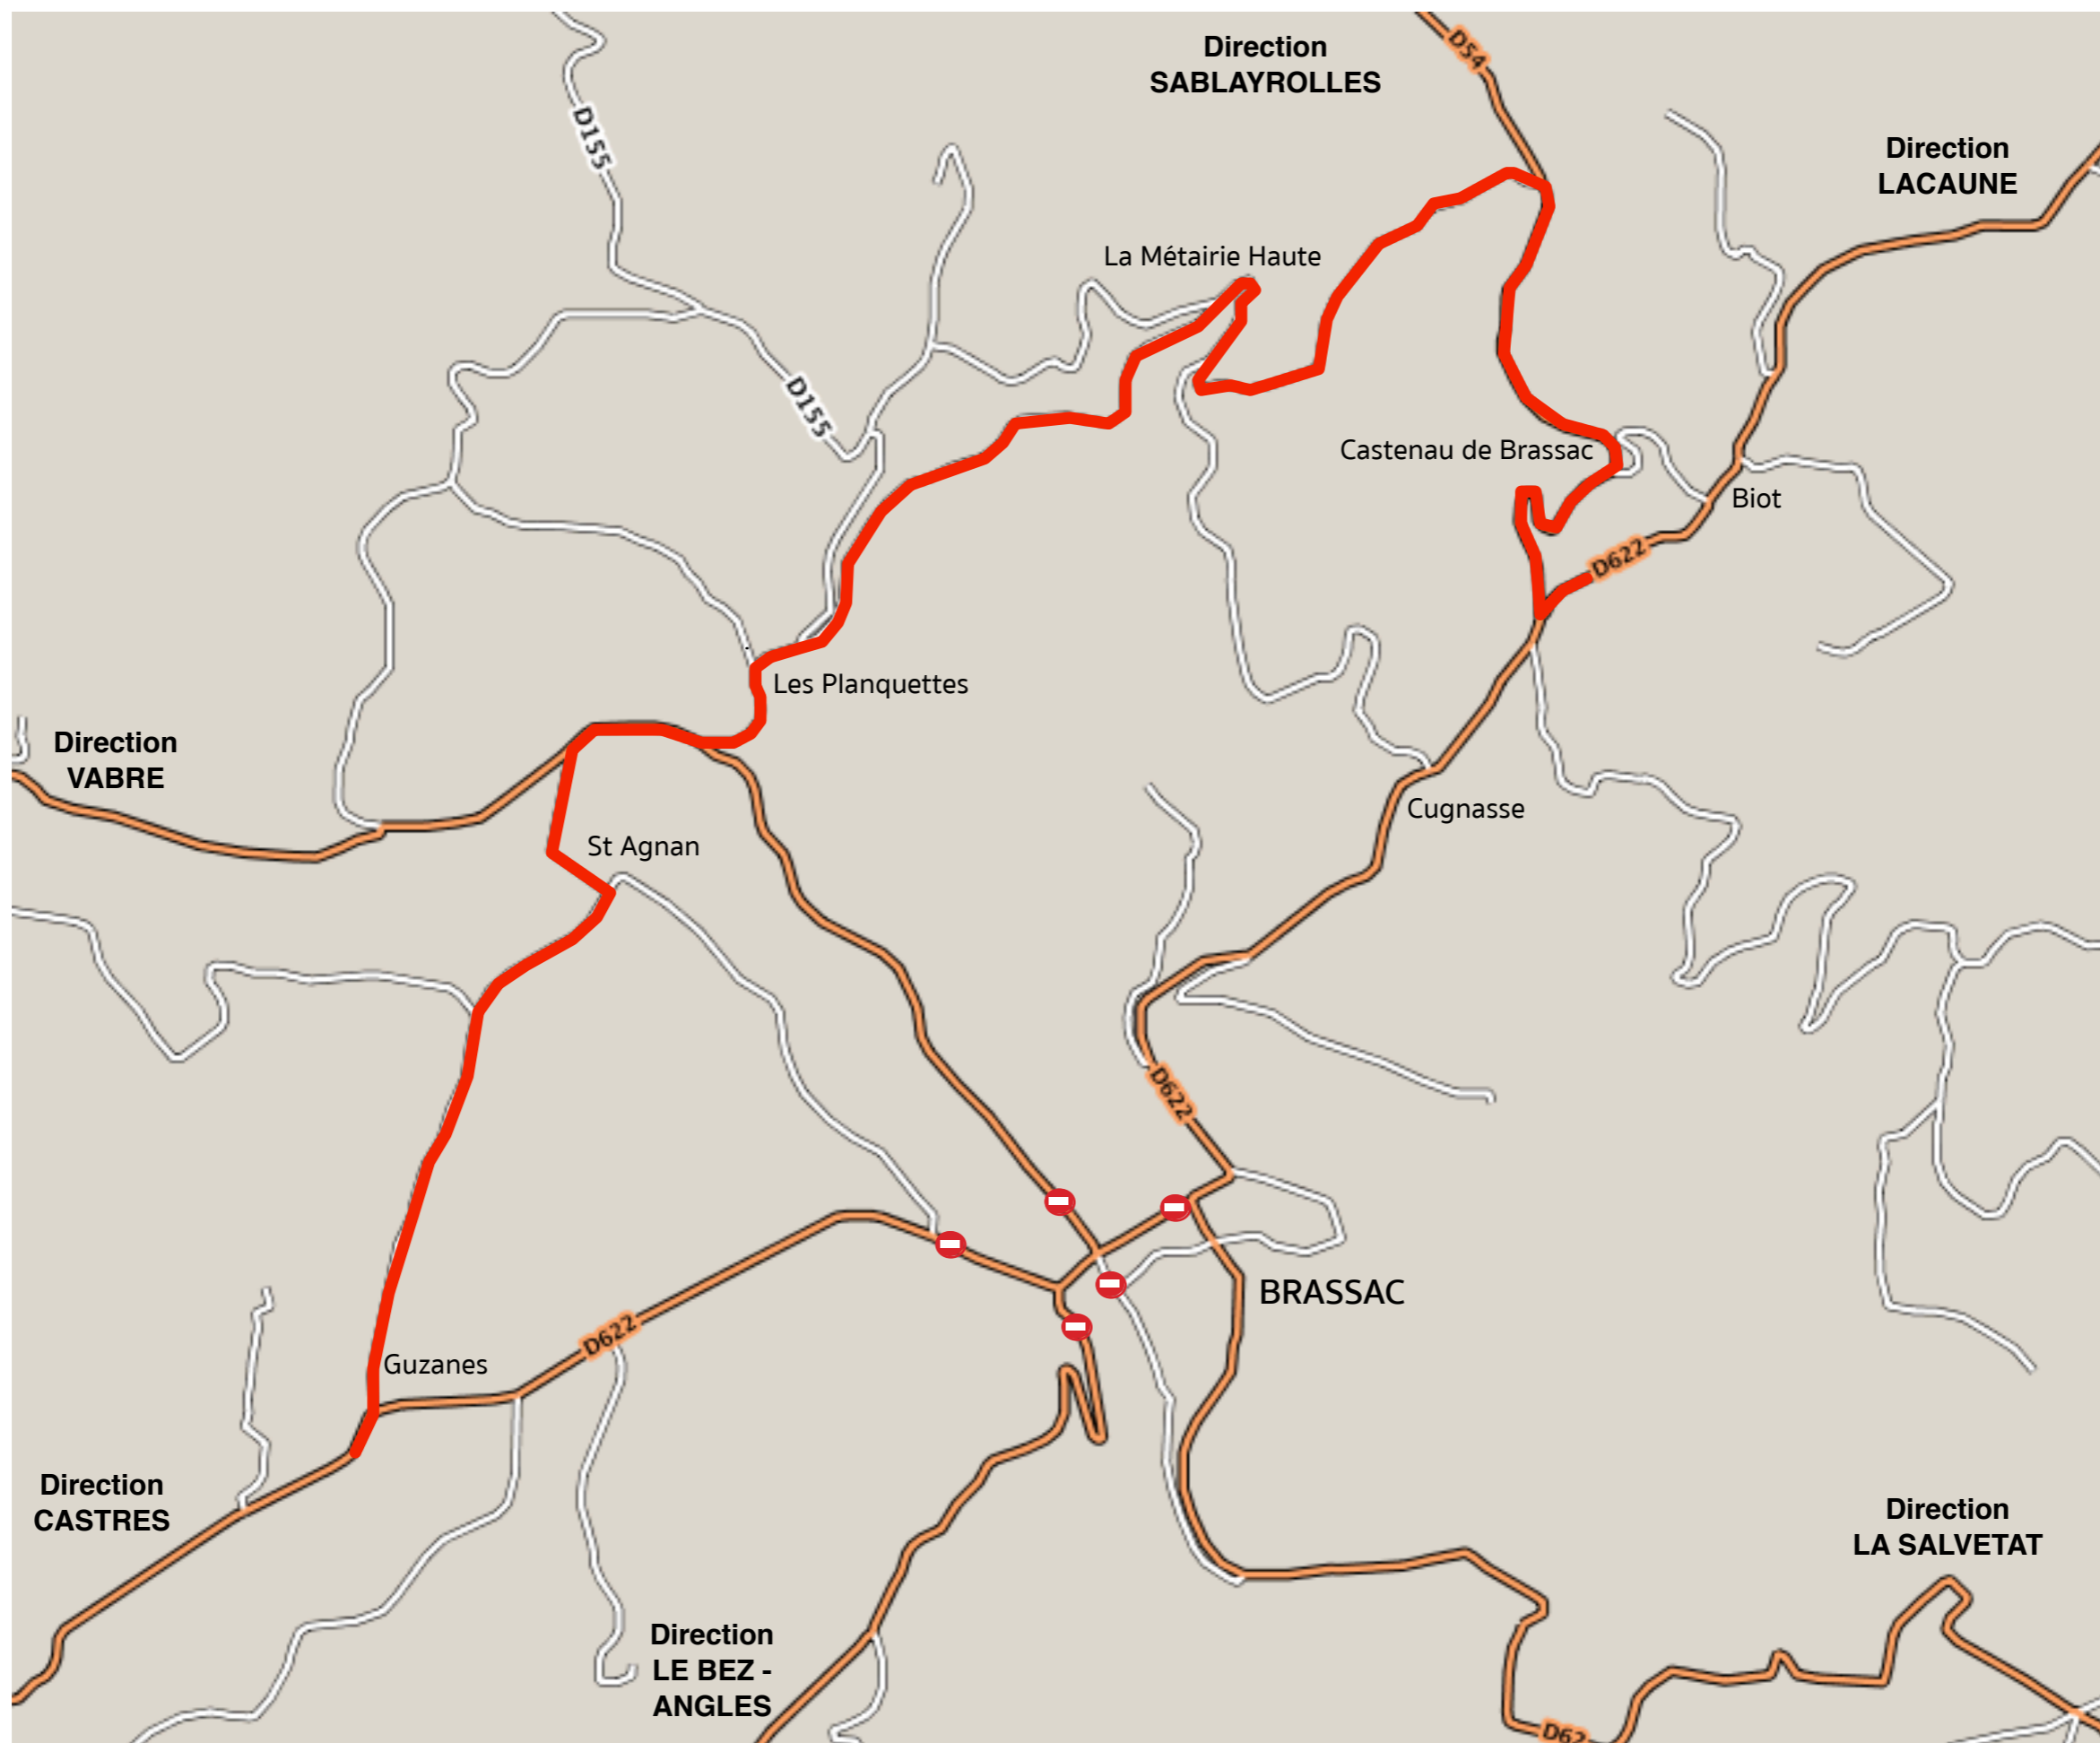 Direction
SABLAYROLLES
D54
D155
Direction
LACAUNE
La Métairie Haute
D155
Castenau de Brassac
Biot
D622
Les Planquettes
Direction
VABRE
Cugnasse
St Agnan
D622
BRASSAC
D622
Guzanes
Direction
CASTRES
Direction
LA SALVETAT
Direction
LE BEZ -
ANGLES
D62